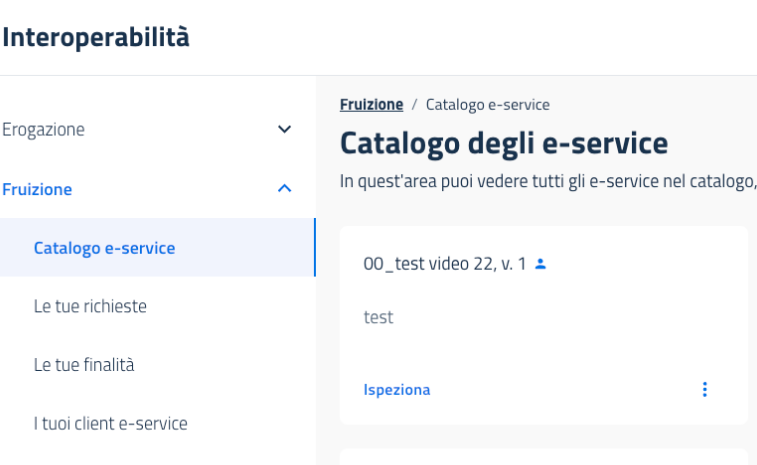 Interoperabilità
Erogazione
Fruizione
Catalogo e-service
Le tue richieste
Le tue finalità
I tuoi client e-service
Fruizione / Catalogo e-service
Catalogo degli e-service
In quest'area puoi vedere tutti gli e-service nel catalogo,
00_test video 22, v. 1
test
Ispeziona